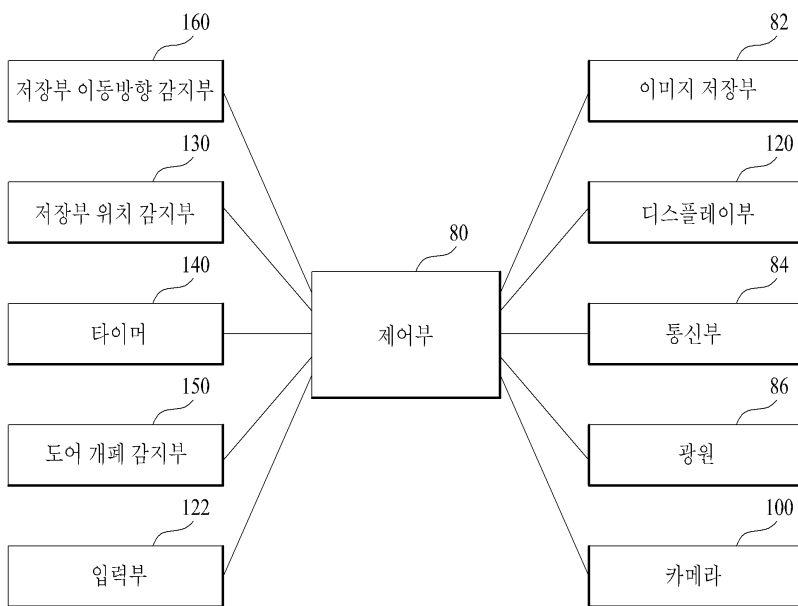 160
저장부 이동방향 감지부
82
이미지 저장부
130
저장부 위치 감지부
120
디스플레이부
80
제어부
140
타이머
84
통신부
150
도어 개폐 감지부
86
광원
122
입력부
100
카메라